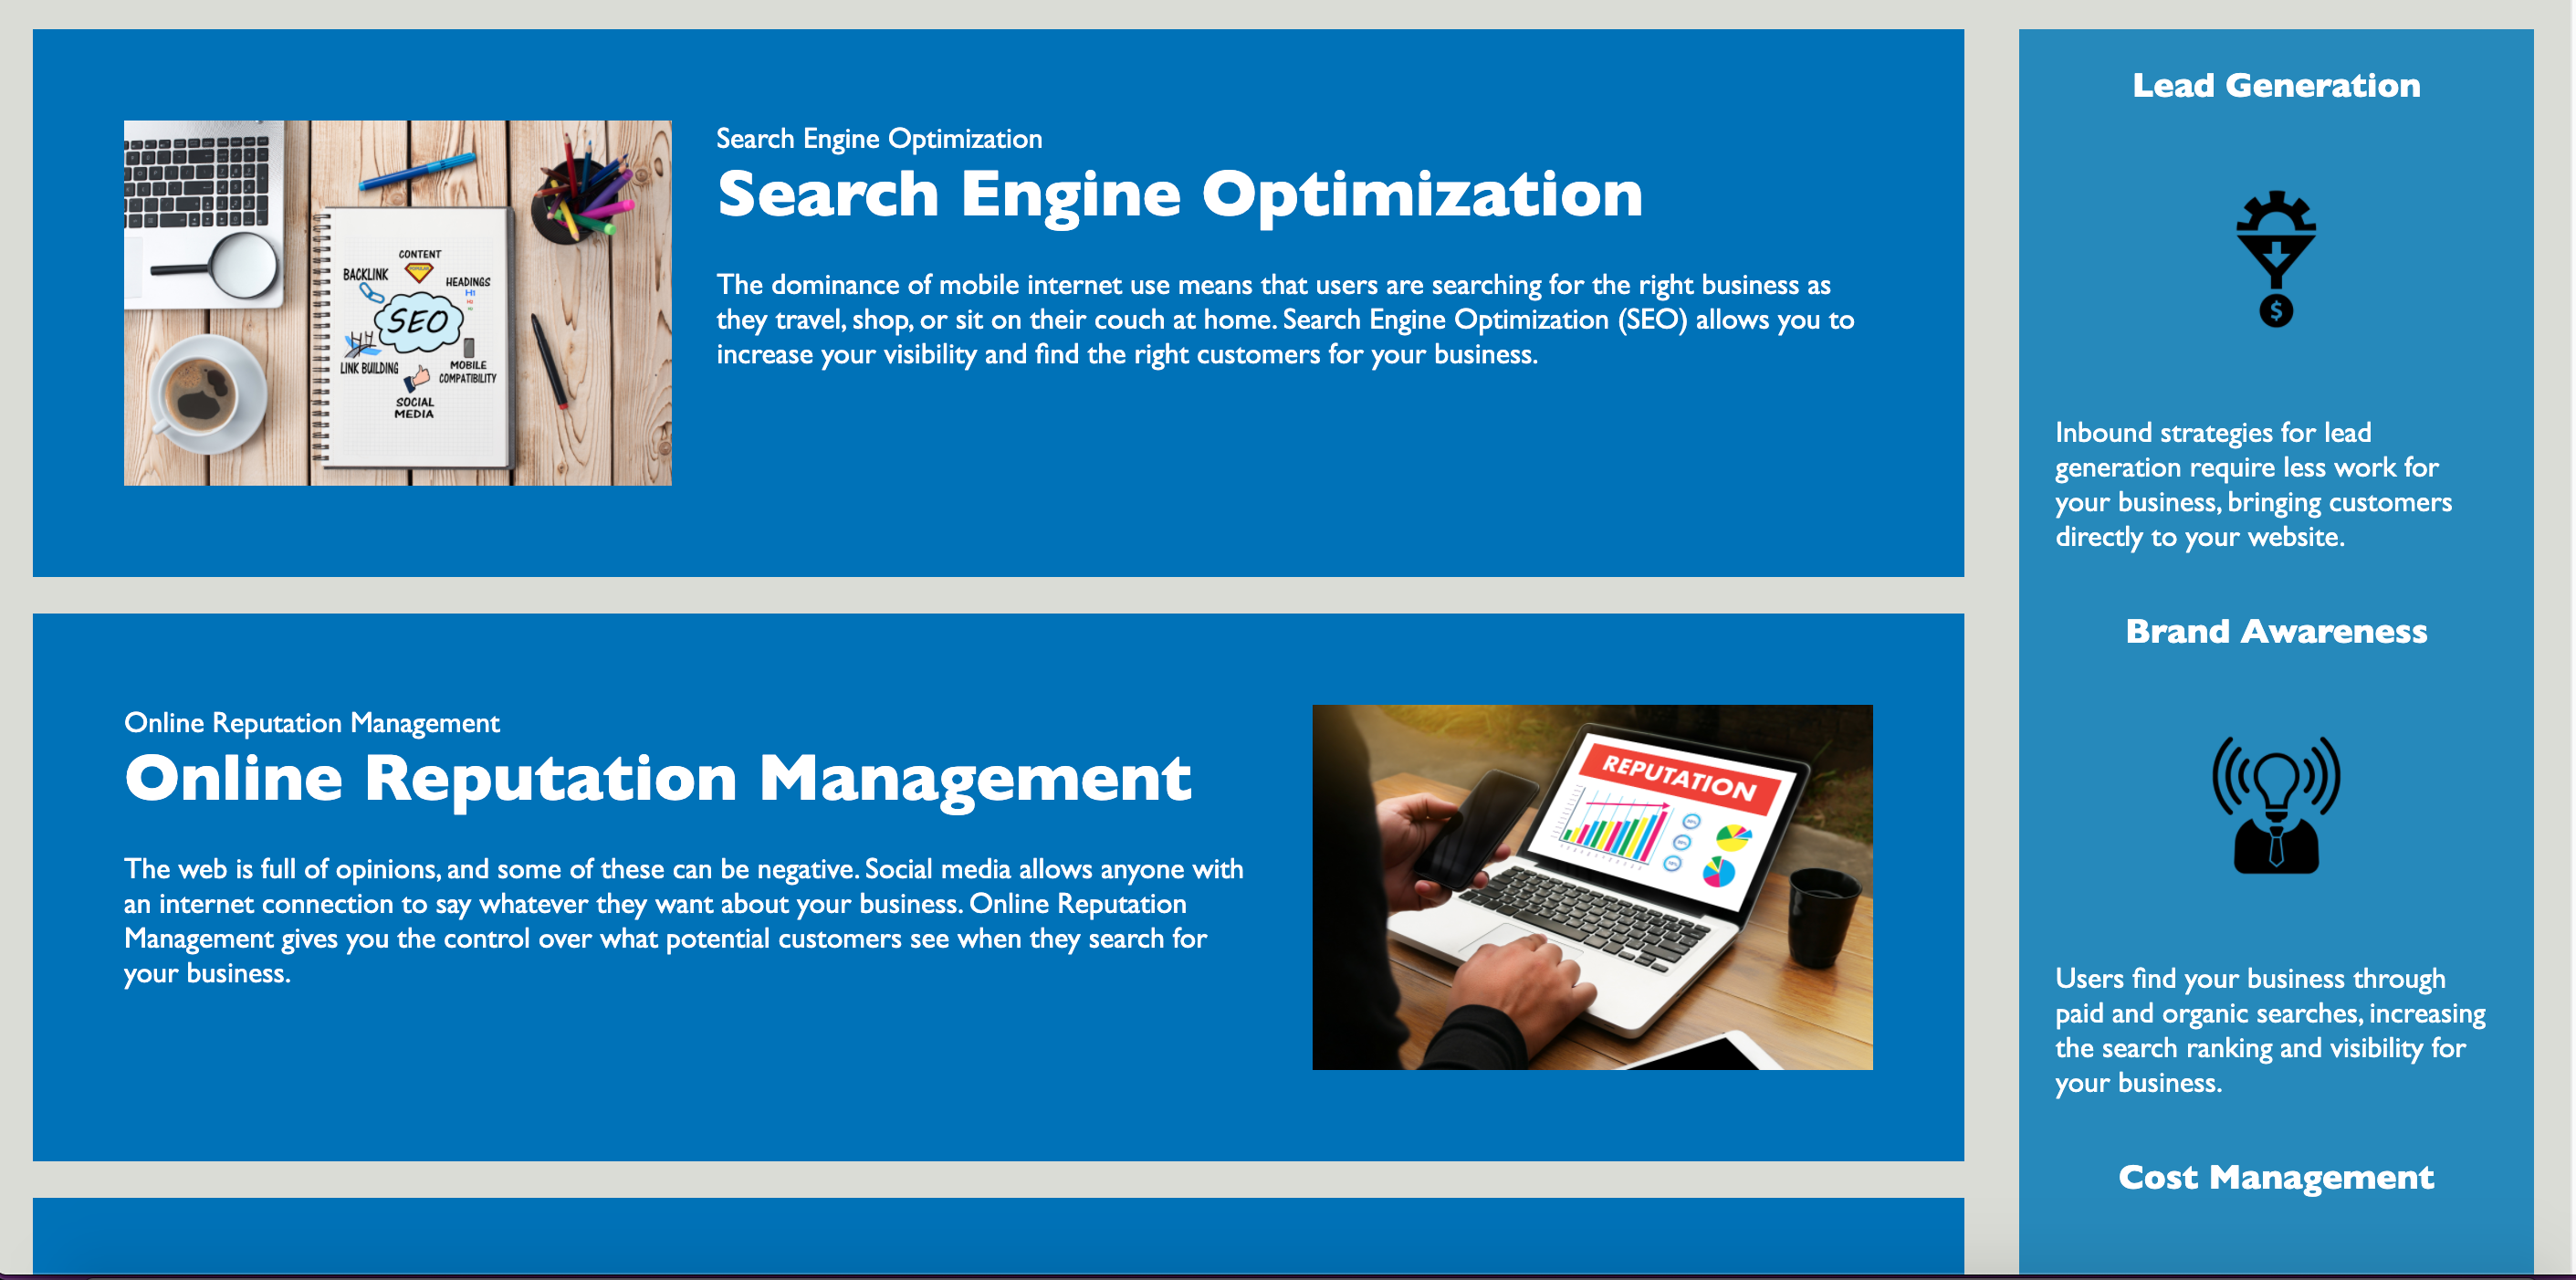 Search Engine Optimization
Search Engine Optimization
The dominance of mobile internet use means that users are searching for the right business as
they travel, shop, or sit on their couch at home. Search Engine Optimization (SEO) allows you to
increase your visibility and find the right customers for your business.
CONTENT
BACKLINK
HEADINGS
H1
SEO
LINK BUILDING
MOBILE
COMPATIBILITY
SOCIAL
MEDIA
Online Reputation Management
Online Reputation Management
The web is full of opinions, and some of these can be negative. Social media allows anyone with
an internet connection to say whatever they want about your business. Online Reputation
Management gives you the control over what potential customers see when they search for
your business.
REPUTATION
Lead Generation
$
Inbound strategies for lead
generation require less work for
your business, bringing customers
directly to your website.
Brand Awareness
Users find your business through
paid and organic searches, increasing
the search ranking and visibility for
your business.
Cost Management